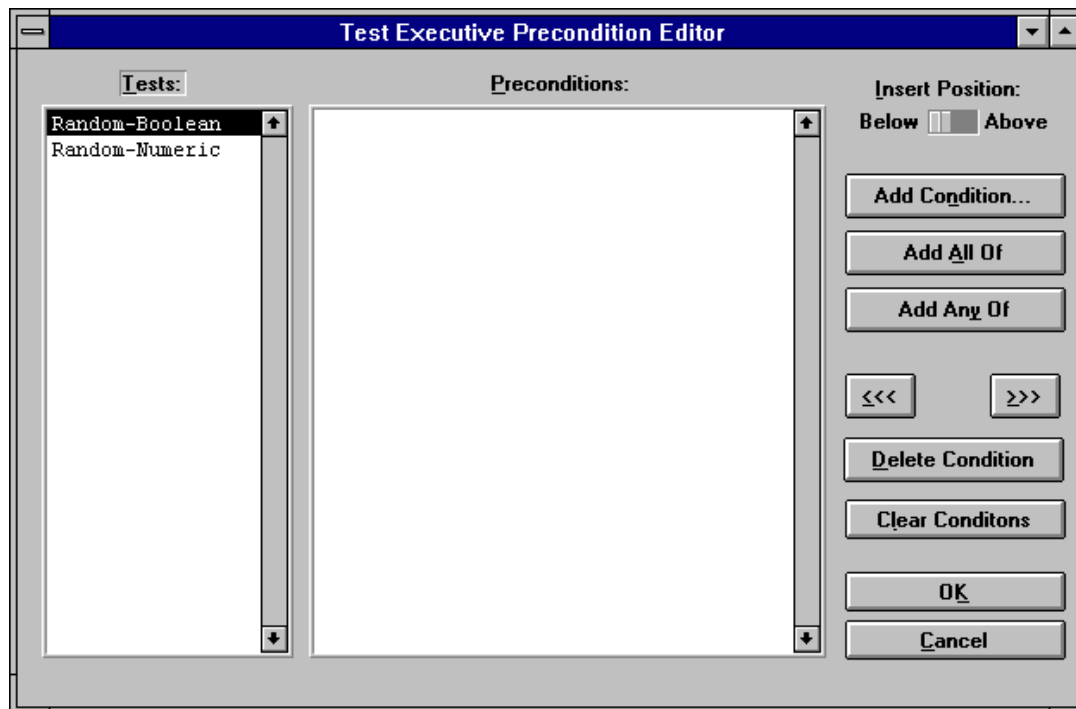 Test Executive Precondition Editor
Tests:
Preconditions:
Insert Position:
Below Above
Random-Boolean
Random-Numeric
Add Condition...
Add All Of
Add Any Of
<<< >>>
Delete Condition
Clear Conditons
OK
Cancel